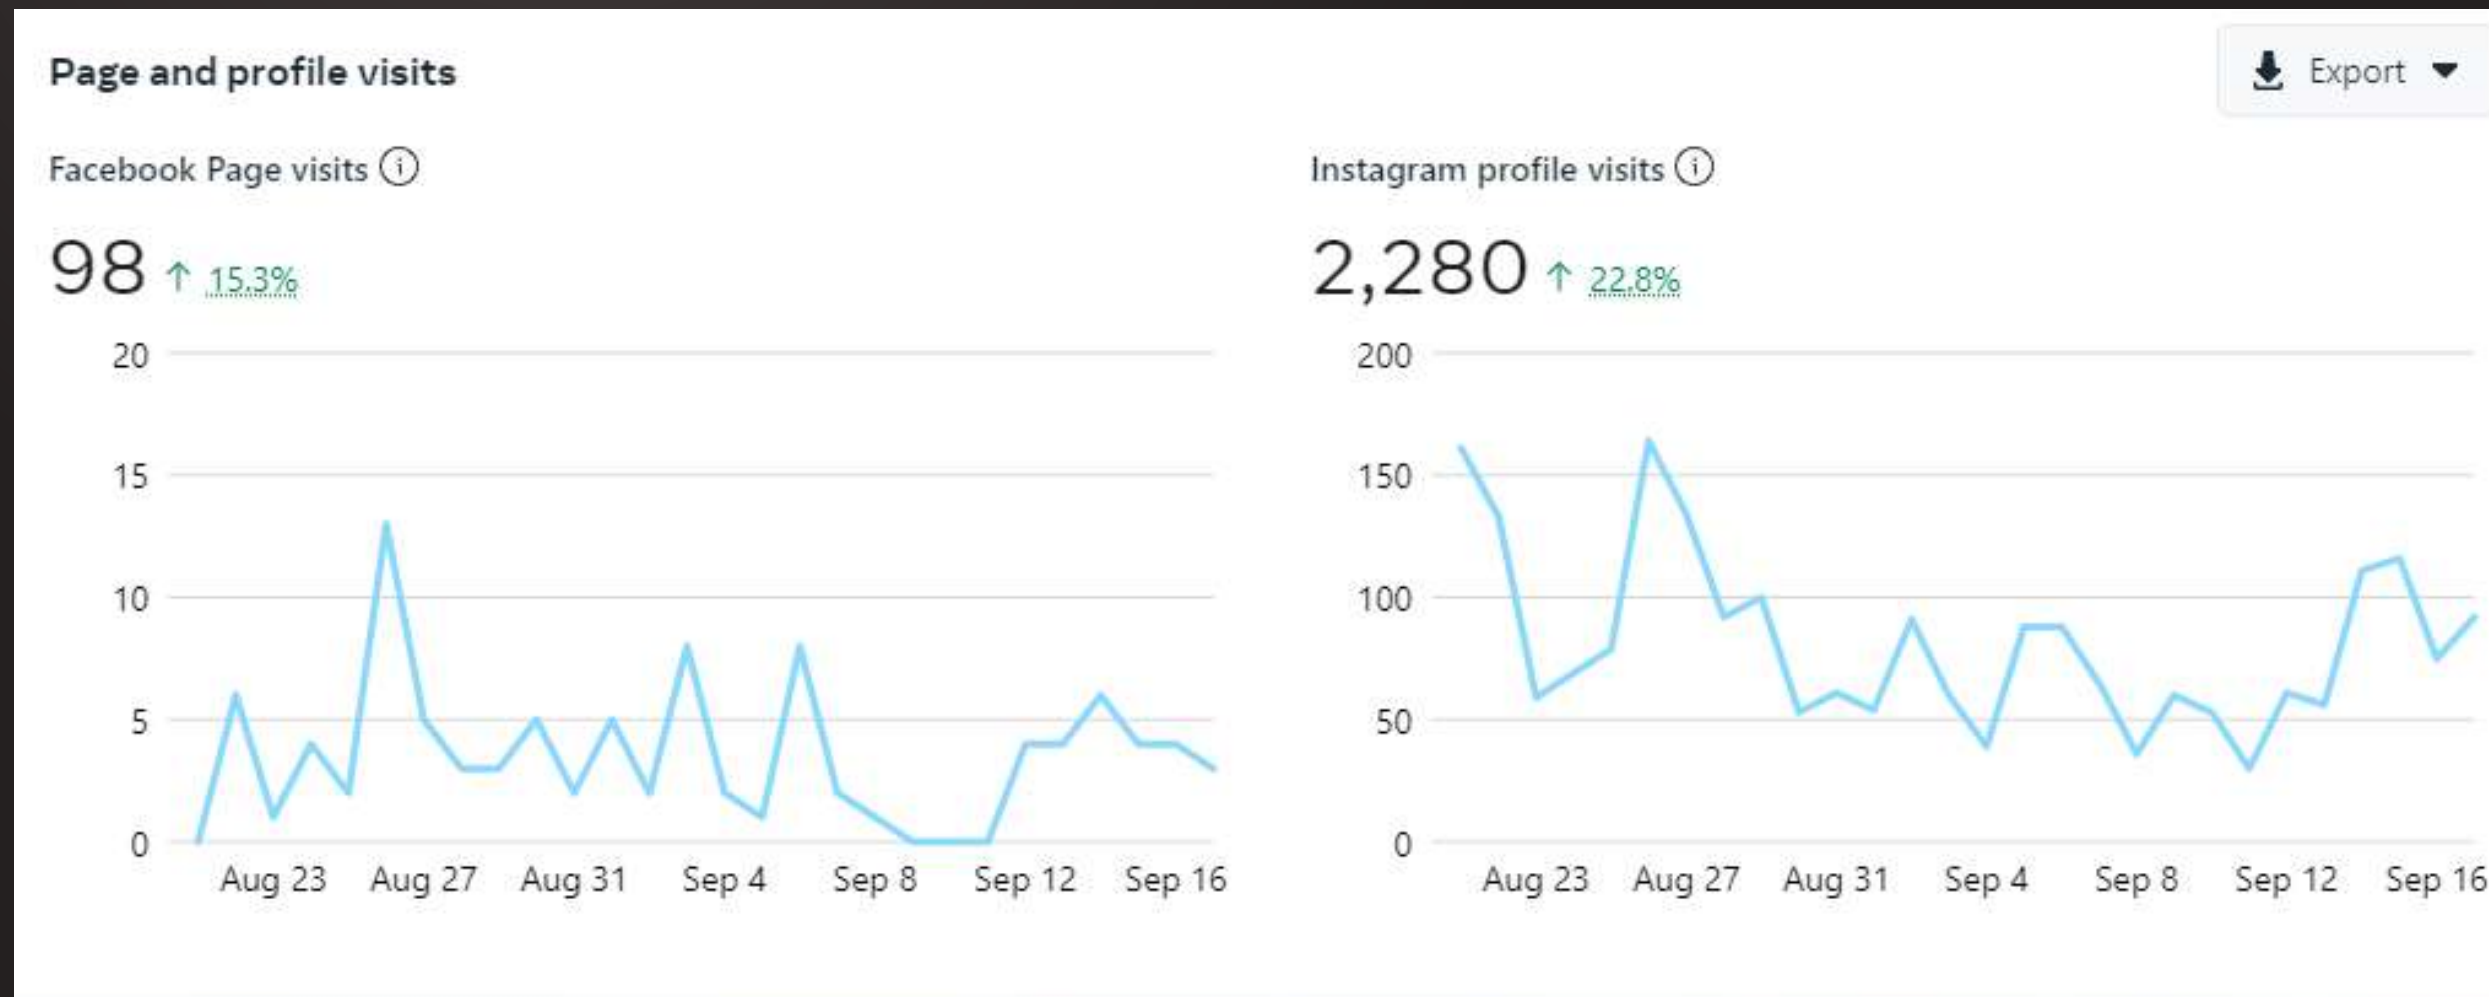 Page and profile visits
Export
Facebook Page visits
98 ↑ 15.3%
20
15
10
5
0
Aug 23 Aug 27 Aug 31 Sep 4 Sep 8 Sep 12 Sep 16
Instagram profile visits
2,280 ↑ 22.8%
200
150
100
50
0
Aug 23 Aug 27 Aug 31 Sep 4 Sep 8 Sep 12 Sep 16